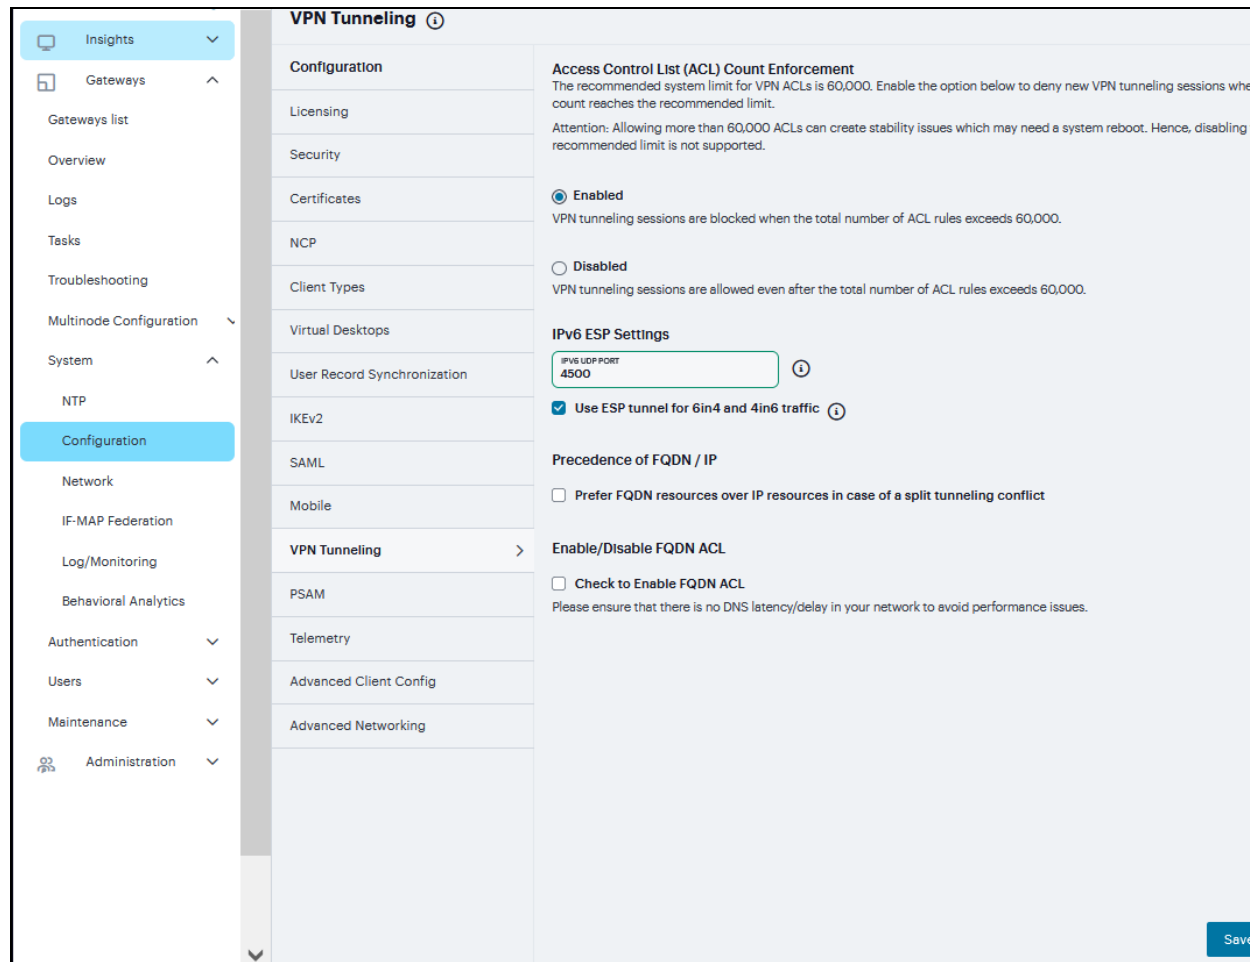 Insights
Gateways
Gateways list
Overview
Logs
Tasks
Troubleshooting
Multinode Configuration
System
NTP
Configuration
Network
IF-MAP Federation
Log/Monitoring
Behavioral Analytics
Authentication
Users
Maintenance
Administration
VPN Tunneling
Configuration
Licensing
Security
Certificates
NCP
Client Types
Virtual Desktops
User Record Synchronization
IKEv2
SAML
Mobile
VPN Tunneling
PSAM
Telemetry
Advanced Client Config
Advanced Networking
Access Control List (ACL) Count Enforcement
The recommended system limit for VPN ACLs is 60,000. Enable the option below to deny new VPN tunneling sessions whe
count reaches the recommended limit.
Attention: Allowing more than 60,000 ACLs can create stability issues which may need a system reboot. Hence, disabling
recommended limit is not supported.
Enabled
VPN tunneling sessions are blocked when the total number of ACL rules exceeds 60,000.
Disabled
VPN tunneling sessions are allowed even after the total number of ACL rules exceeds 60,000.
IPv6 ESP Settings
IPV6 UDP PORT
4500
Use ESP tunnel for 6in4 and 4in6 traffic
Precedence of FQDN / IP
Prefer FQDN resources over IP resources in case of a split tunneling conflict
Enable/Disable FQDN ACL
Check to Enable FQDN ACL
Please ensure that there is no DNS latency/delay in your network to avoid performance issues.
Save